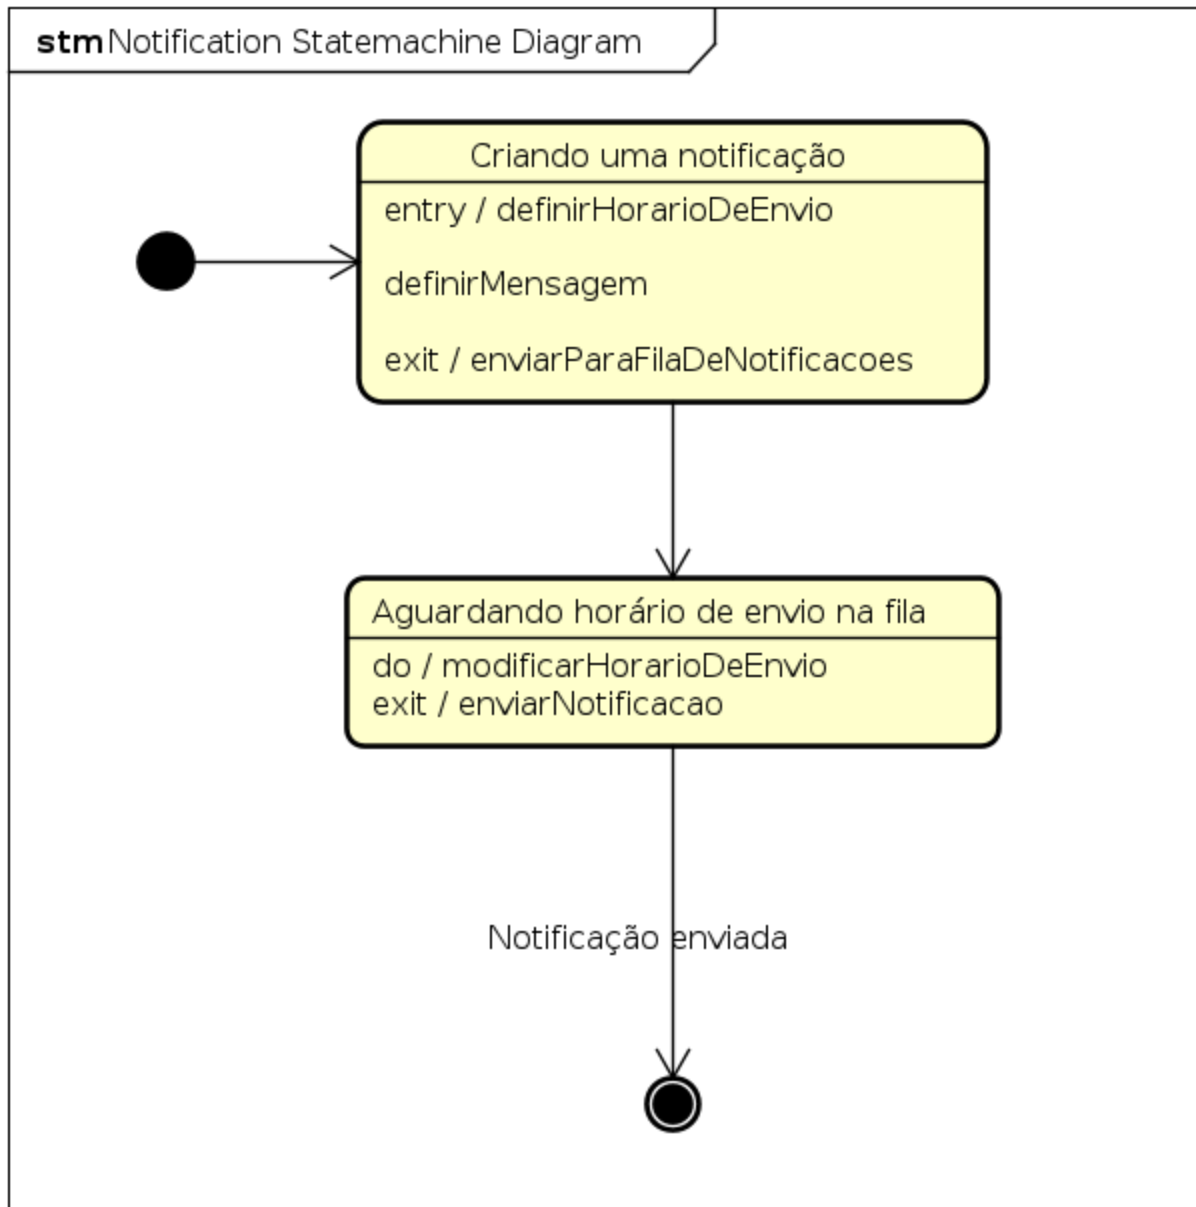 stm Notification Statemachine Diagram
Criando uma notificação
entry / definirHorarioDeEnvio
definirMensagem
exit / enviarParaFilaDeNotificacoes
Aguardando horário de envio na fila
do / modificarHorarioDeEnvio
exit / enviarNotificacao
Notificação enviada